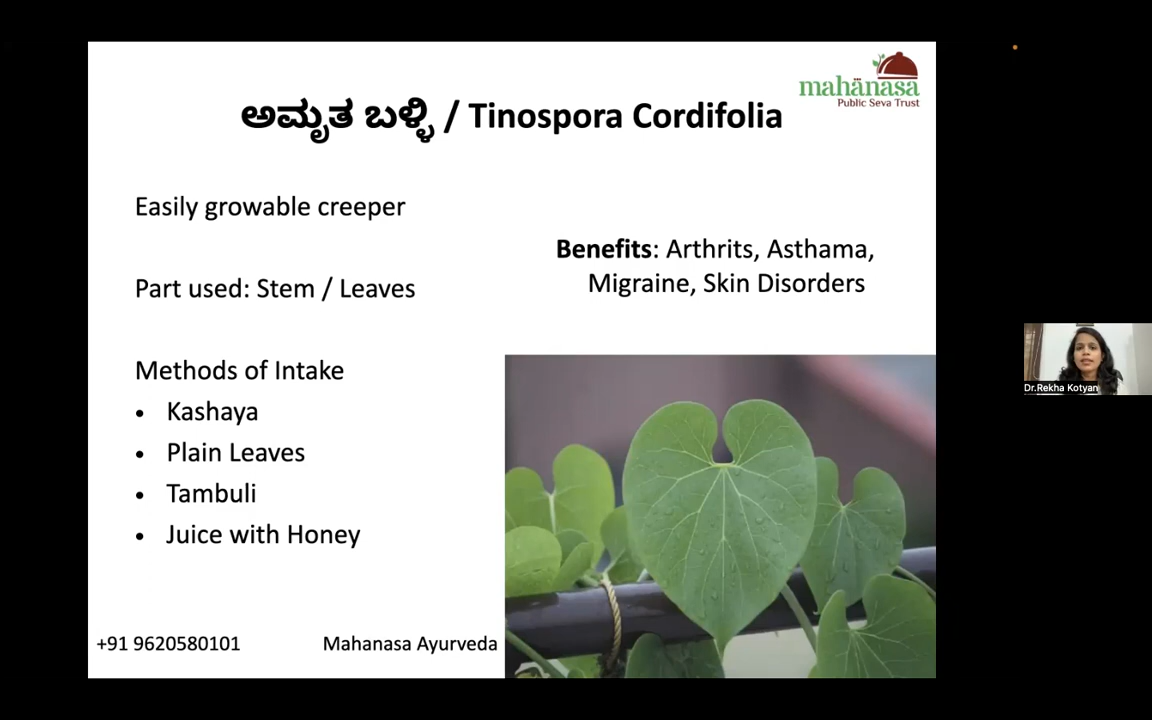 mahānasa
Public Seva Trust
ಅಮೃತ ಬಳ್ಳಿ / Tinospora Cordifolia
Easily growable creeper
Part used: Stem / Leaves
Methods of Intake
• Kashaya
• Plain Leaves
• Tambuli
• Juice with Honey
Benefits: Arthrits, Asthama,
Migraine, Skin Disorders
+91 9620580101 Mahanasa Ayurveda
Dr.Rekha Kotyan